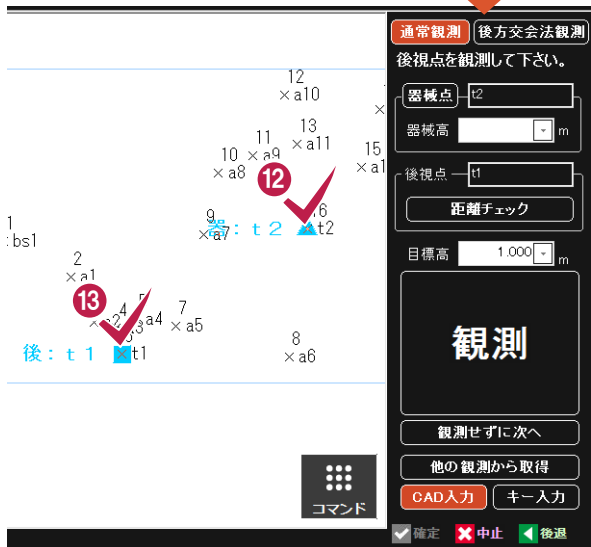 通常観測 後方交会法観測
後視点を観測して下さい。
器械点 t2
器械高 m
後視点 t1
距離チェック
目標高 1.000 m
観測
観測せずに次へ
他の観測から取得
CAD入力 キー入力
確定 中止 後退
12
a10
13
11
a11
10
a9
15
a8
a1
⑫
9
a7
器: t2
t2
1
bs1
2
a1
⑬
4
7
a4
a5
後: t1
t1
8
a6
コマンド